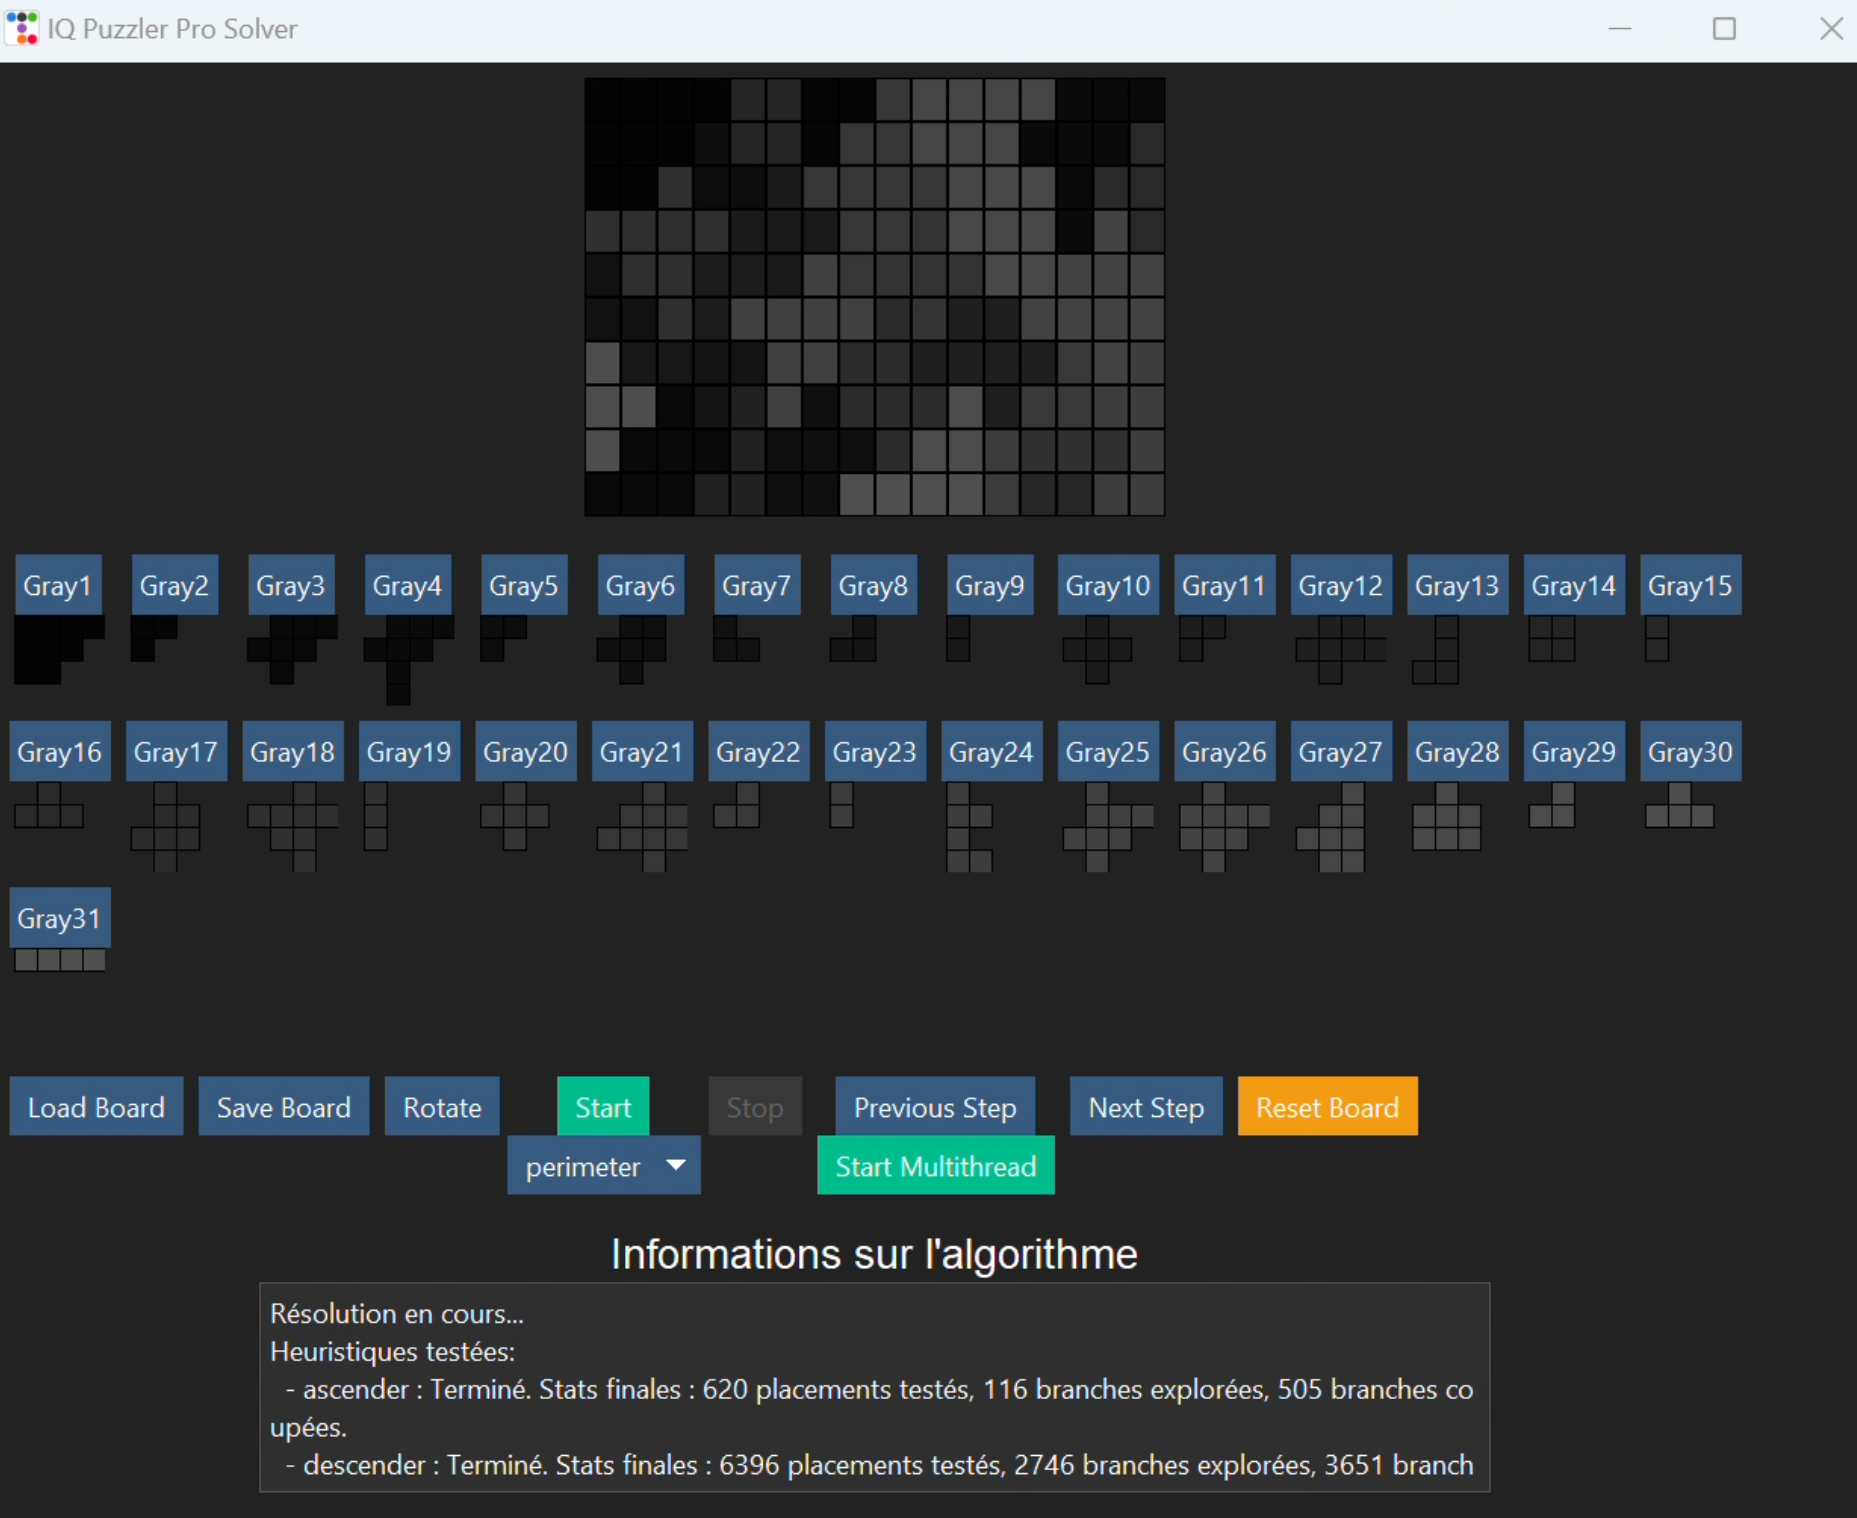 IQ Puzzler Pro Solver
Gray1 Gray2 Gray3 Gray4 Gray5 Gray6 Gray7 Gray8 Gray9 Gray10 Gray11 Gray12 Gray13 Gray14 Gray15
Gray16 Gray17 Gray18 Gray19 Gray20 Gray21 Gray22 Gray23 Gray24 Gray25 Gray26 Gray27 Gray28 Gray29 Gray30
Gray31
Load Board Save Board Rotate Start Stop Previous Step Next Step Reset Board
perimeter Start Multithread
Informations sur l'algorithme
Résolution en cours...
Heuristiques testées:
- ascender : Terminé. Stats finales : 620 placements testés, 116 branches explorées, 505 branches co
upées.
- descender : Terminé. Stats finales : 6396 placements testés, 2746 branches explorées, 3651 branch